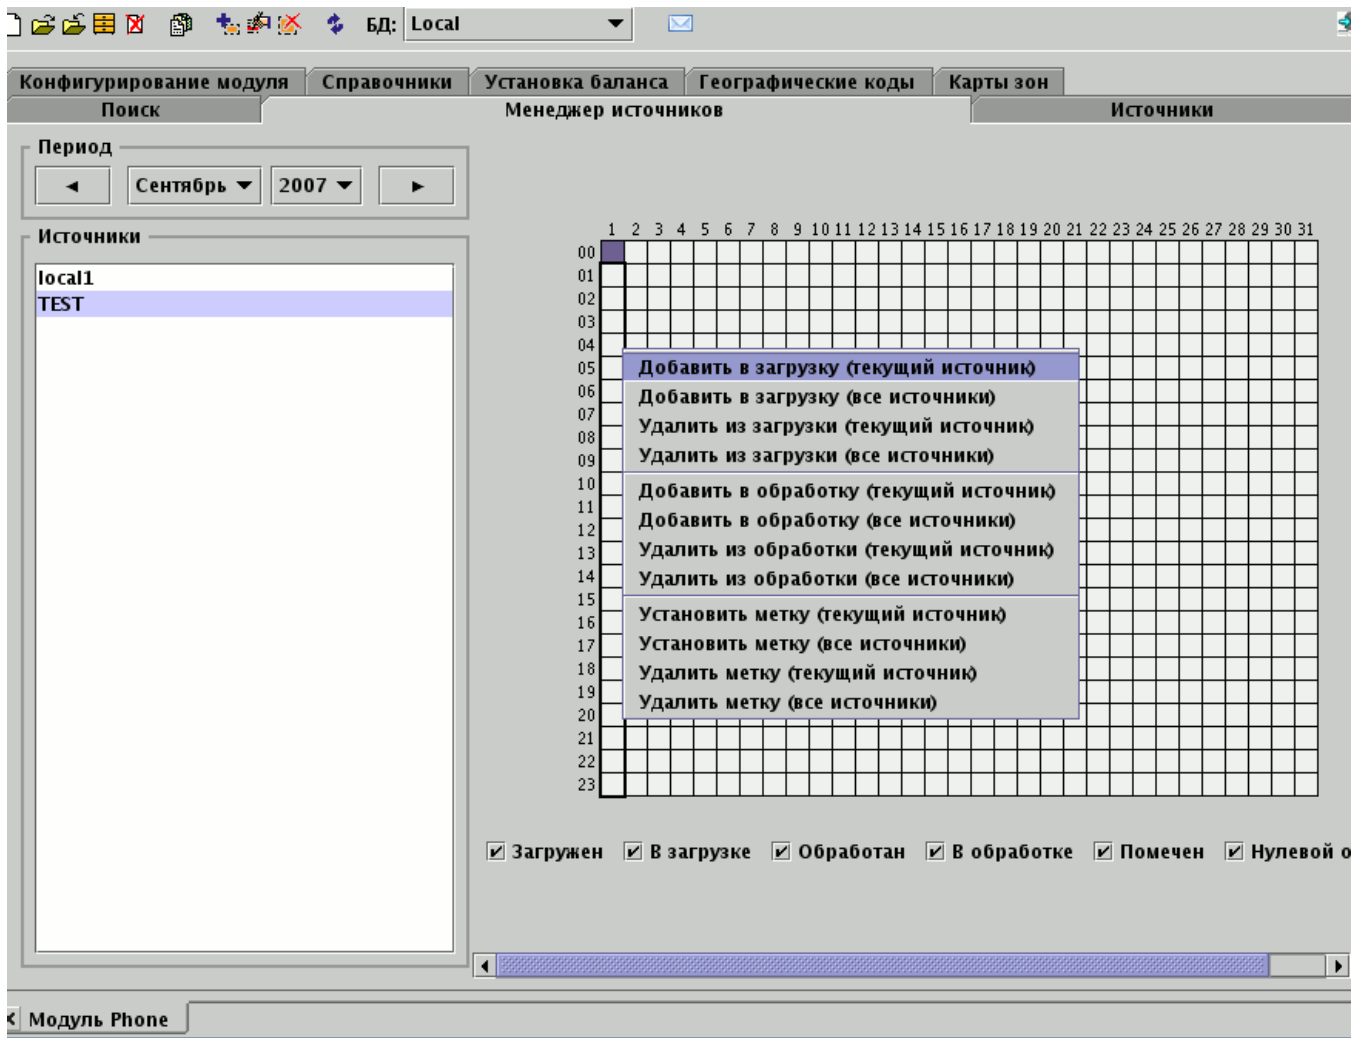 БД: Local
Конфигурирование модуля Справочники Установка баланса Географические коды Карты зон
Поиск Менеджер источников Источники
Период
Сентябрь 2007
Источники
local1
TEST
1 2 3 4 5 6 7 8 9 10 11 12 13 14 15 16 17 18 19 20 21 22 23 24 25 26 27 28 29 30 31
00
01
02
03
04
05
06
07
08
09
10
11
12
13
14
15
16
17
18
19
20
21
22
23
Добавить в загрузку (текущий источник)
Добавить в загрузку (все источники)
Удалить из загрузки (текущий источник)
Удалить из загрузки (все источники)
Добавить в обработку (текущий источник)
Добавить в обработку (все источники)
Удалить из обработки (текущий источник)
Удалить из обработки (все источники)
Установить метку (текущий источник)
Установить метку (все источники)
Удалить метку (текущий источник)
Удалить метку (все источники)
Загружен В загрузке Обработан В обработке Помечен Нулевой о
Модуль Phone